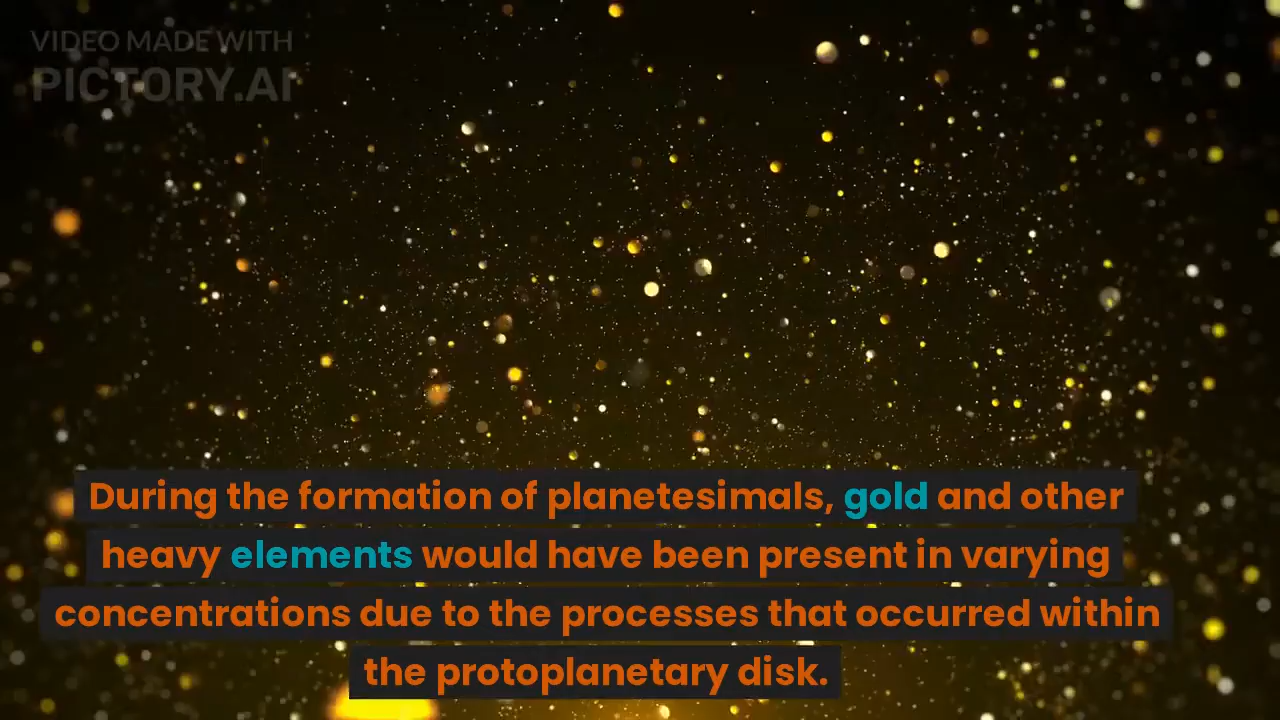 VIDEO MADE WITH
PICTORY.AI
During the formation of planetesimals, gold and other
heavy elements would have been present in varying
concentrations due to the processes that occurred within
the protoplanetary disk.